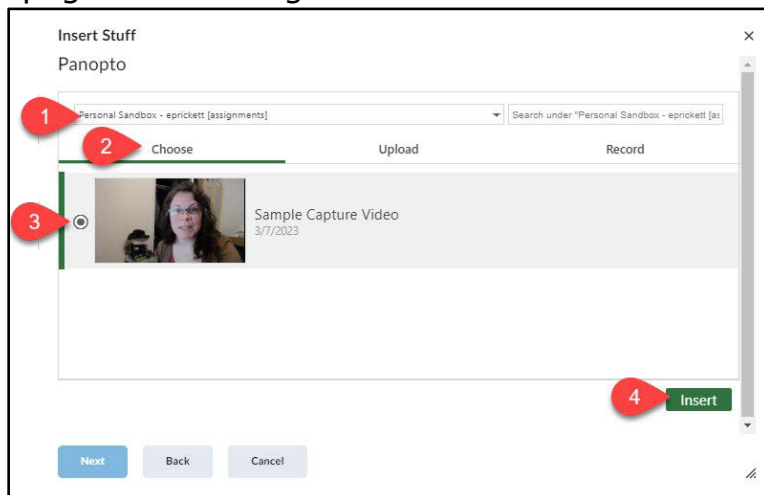 Insert Stuff
Panopto
1 Personal Sandbox - eprickett [assignments] Search under "Personal Sandbox - eprickett [as
2 Choose Upload Record
3 Sample Capture Video
3/7/2023
4 Insert
Next Back Cancel